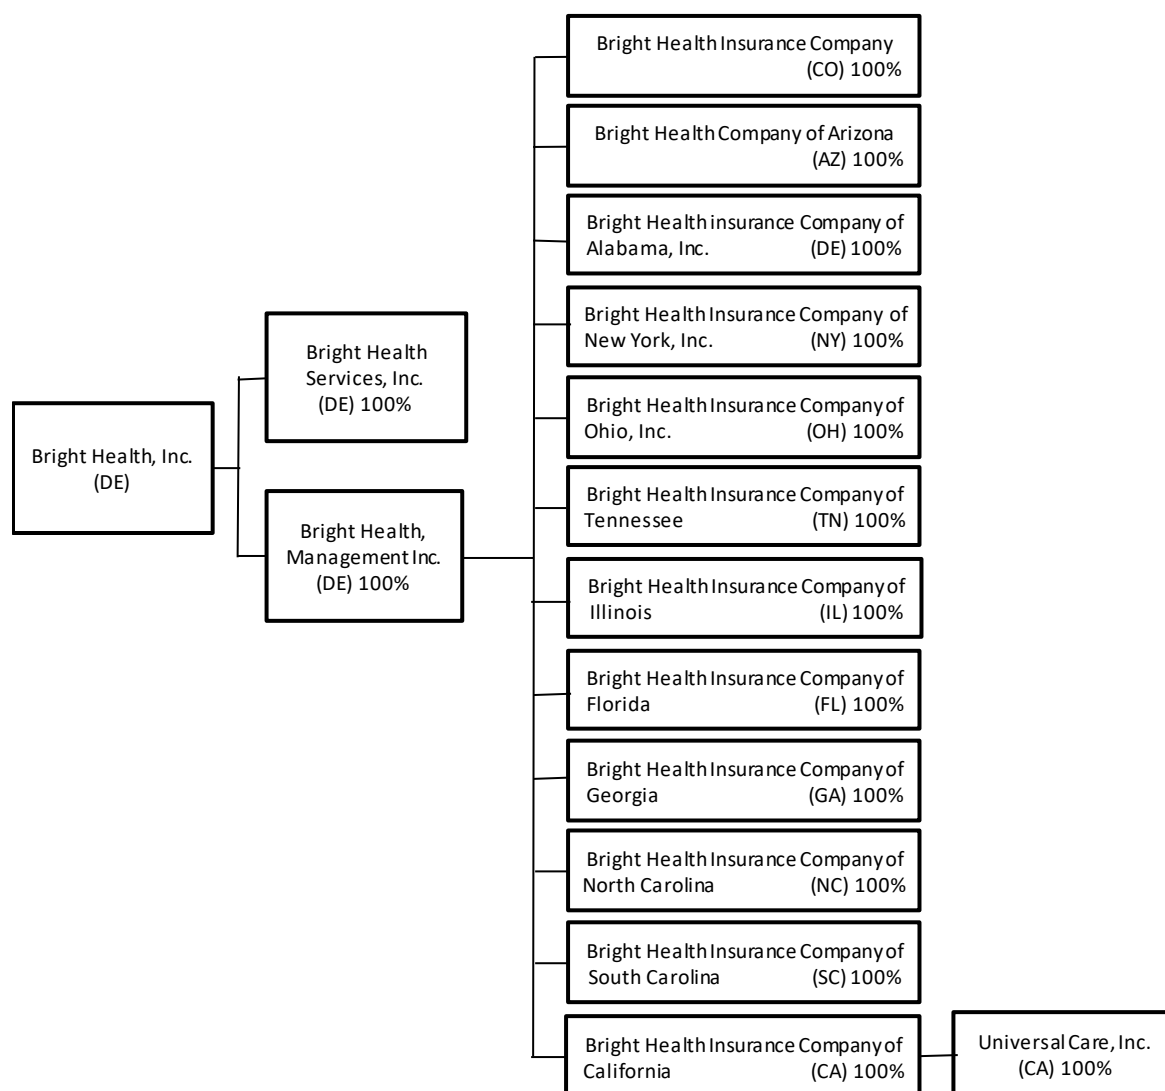 Bright Health Insurance Company
(CO) 100%
Bright Health Company of Arizona
(AZ) 100%
Bright Health insurance Company of
Alabama, Inc. (DE) 100%
Bright Health Insurance Company of
New York, Inc. (NY) 100%
Bright Health
Services, Inc.
(DE) 100%
Bright Health Insurance Company of
Ohio, Inc. (OH) 100%
Bright Health, Inc.
(DE)
Bright Health Insurance Company of
Tennessee (TN) 100%
Bright Health,
Management Inc.
(DE) 100%
Bright Health Insurance Company of
Illinois (IL) 100%
Bright Health Insurance Company of
Florida (FL) 100%
Bright Health Insurance Company of
Georgia (GA) 100%
Bright Health Insurance Company of
North Carolina (NC) 100%
Bright Health Insurance Company of
South Carolina (SC) 100%
Bright Health Insurance Company of
California (CA) 100%
Universal Care, Inc.
(CA) 100%